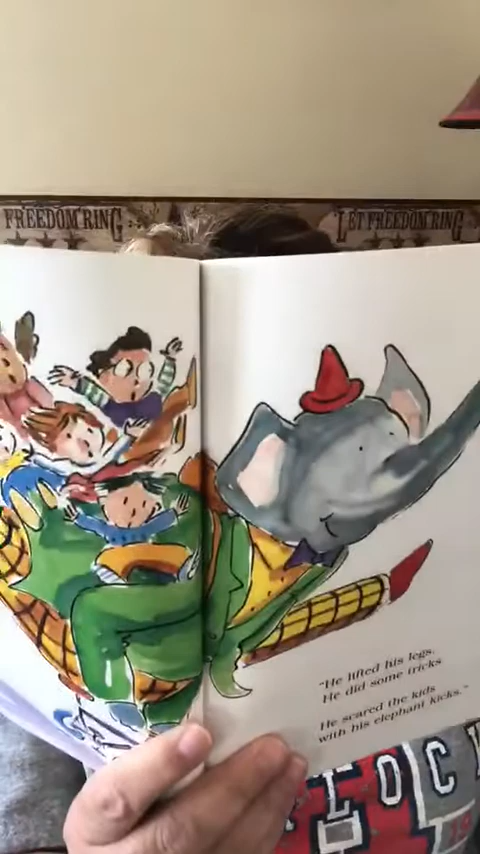 FREEDOM RING
LET FREEDOM RING
"He lifted his legs.
He did some tricks
He scared the kids
with his elephant kicks."